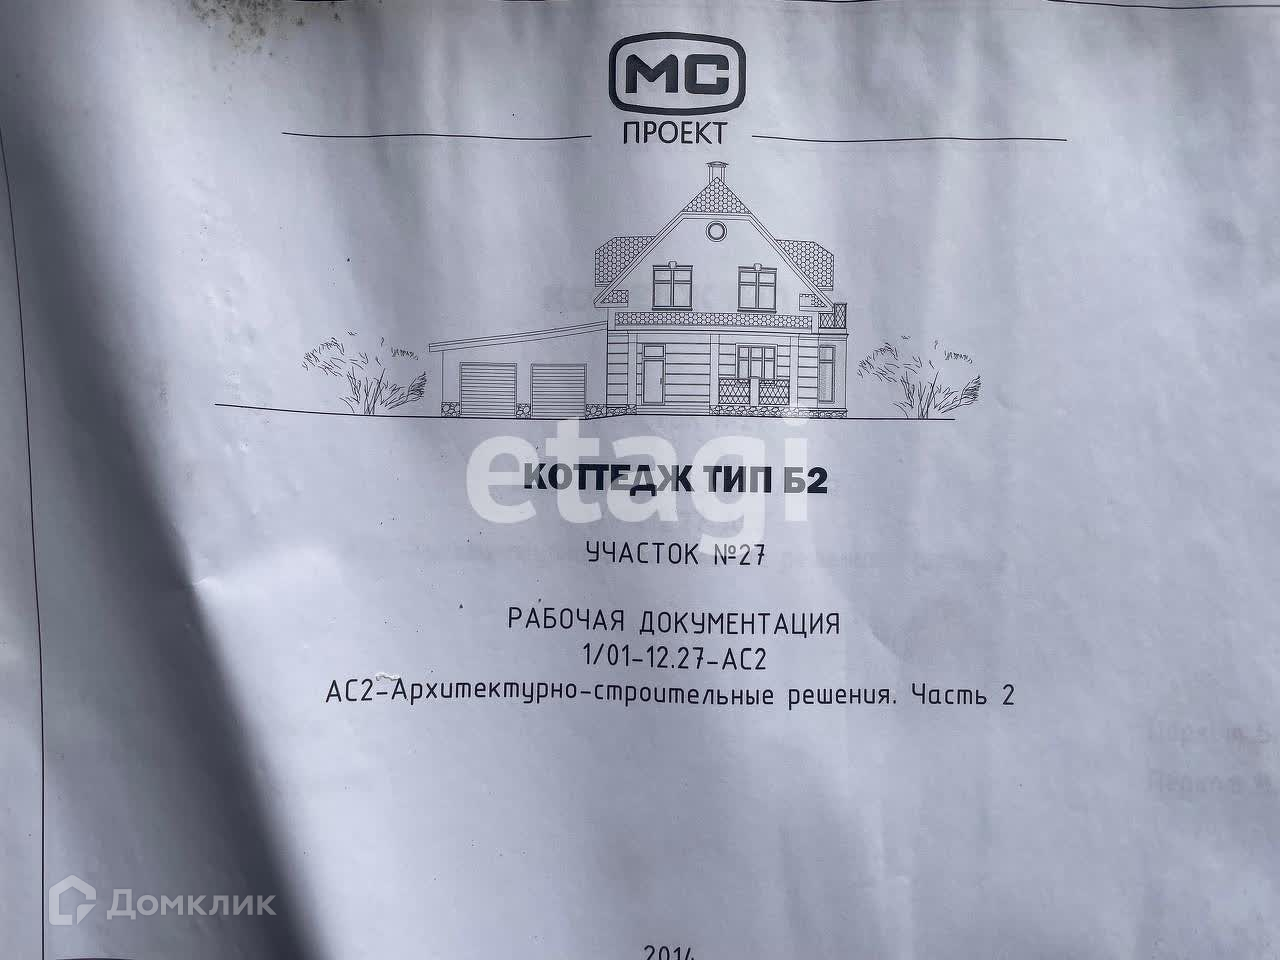 МС
ПРОЕКТ
etagi
КОТТЕДЖ ТИП Б2
УЧАСТОК №27
РАБОЧАЯ ДОКУМЕНТАЦИЯ
1/01-12.27-АС2
АС2-Архитектурно-строительные решения. Часть 2
Домклик
2014